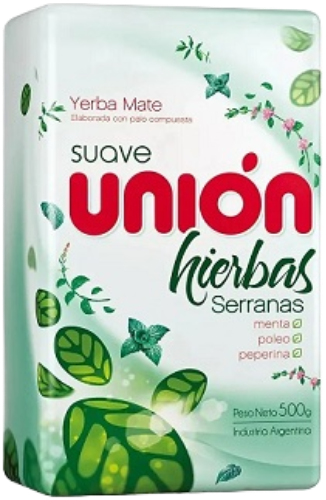 Yerba Mate
Elaborada con palo compuesta
suave
unión
hierbas
Serranas
menta
poleo
peperina
Peso Neto 500g
Industria Argentina